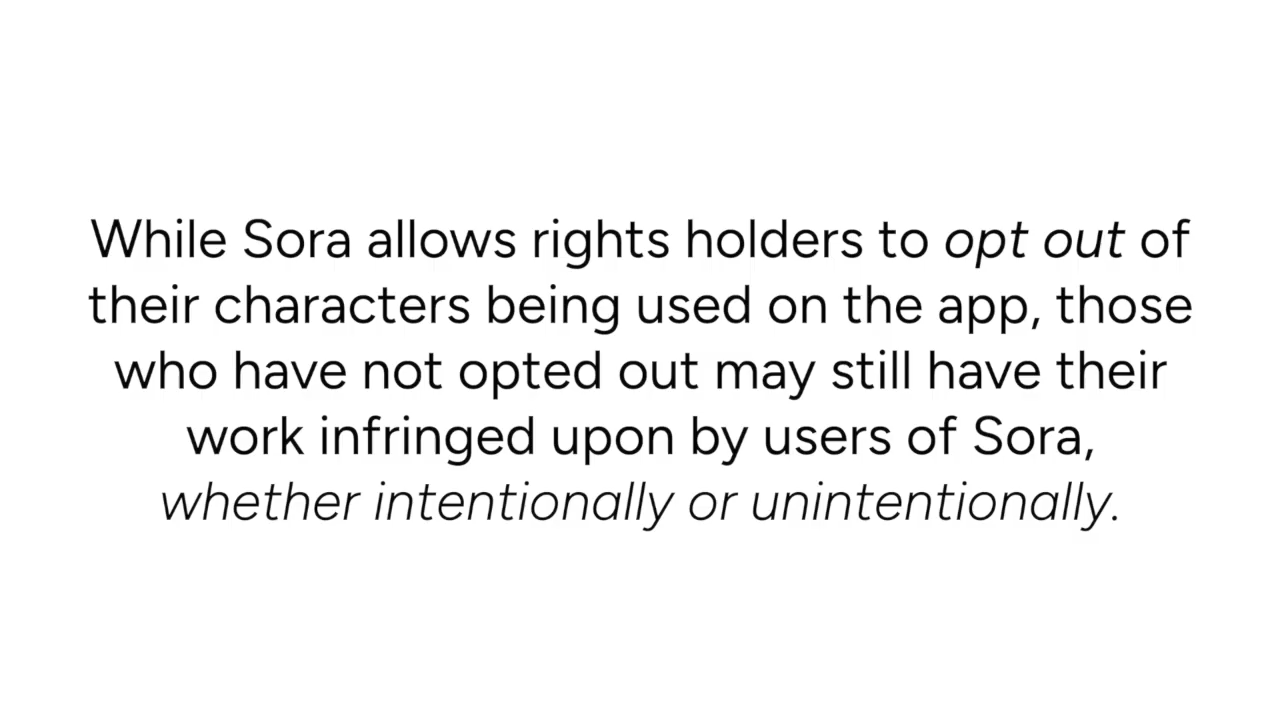 While Sora allows rights holders to opt out of
their characters being used on the app, those
who have not opted out may still have their
work infringed upon by users of Sora,
whether intentionally or unintentionally.